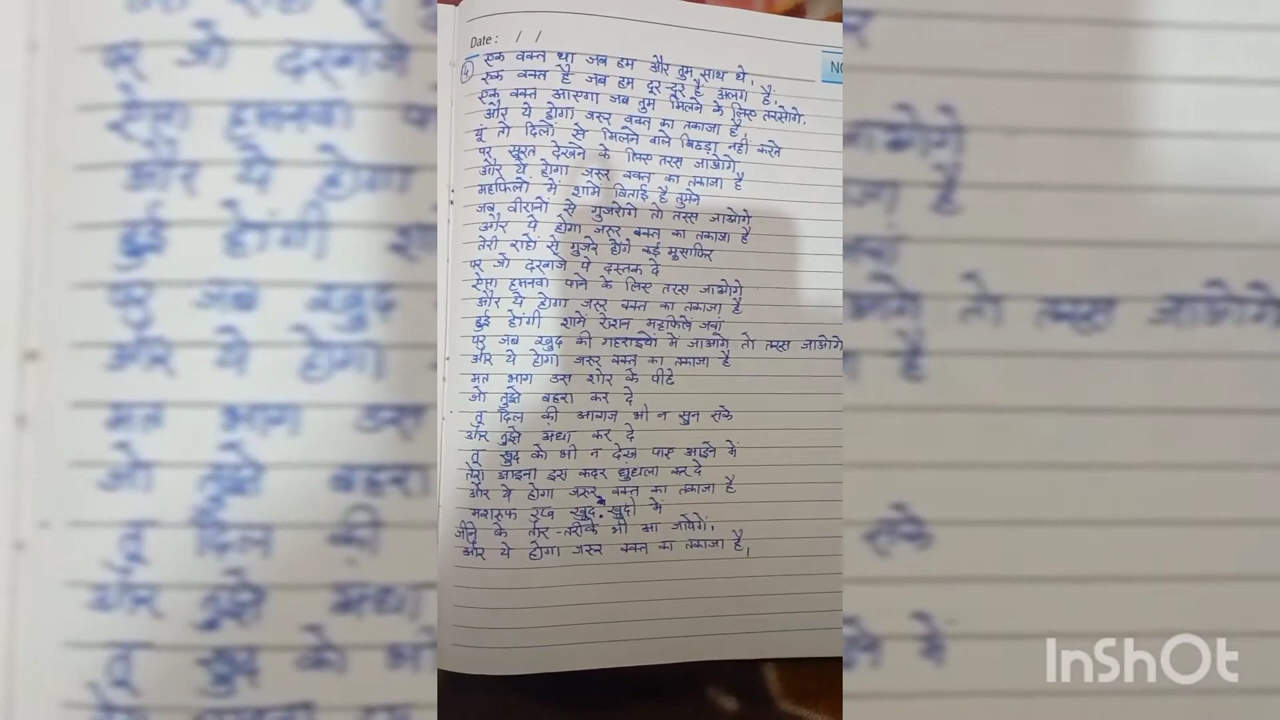 Date : / /
NO
4 एक वक्त था जब हम और तुम साथ थे,
एक वक्त है जब हम दूर-दूर हैं अलग हैं,
एक वक्त आएगा जब तुम मिलने के लिए तरसोगे.
और ये होगा जरूर वक्त का तकाजा है,
यूं तो दिलों से मिलने वाले बिछड़ा नहीं करते
पर सूरत देखने के लिए तरस जाओगे
और ये होगा जरूर वक्त का तकाजा है
महफिलों में शामें बिताई है तुमने
जब वीरानों से गुजरोगे तो तरस जाओगे
और ये होगा जरूर वक्त का तकाजा है
तेरी राहों से गुजरे होंगे कई मुसाफिर
पर जो दरवाजे पे दस्तक दे
ऐसा हमनवा पाने के लिए तरस जाओगे
और ये होगा जरूर वक्त का तकाजा है
हुई होंगी शामें रोशन महफिलें जवां
पर जब खुद की गहराइयों में जाओगे तो तरस जाओगे
और ये होगा जरूर वक्त का तकाजा है
मत भाग उस शोर के पीछे
जो तुझे बहरा कर दे
तू दिल की आवाज भी न सुन सके
और तुझे अंधा कर दे
तू खुद को भी न देख पाए आइने में
तेरा आइना इस कदर धुंधला कर दे
और ये होगा जरूर वक्त का तकाजा है
मशरूफ रख खुद को खुदी में
जीने के तौर-तरीके भी आ जायेंगे,
और ये होगा जरूर वक्त का तकाजा है,
InShOt